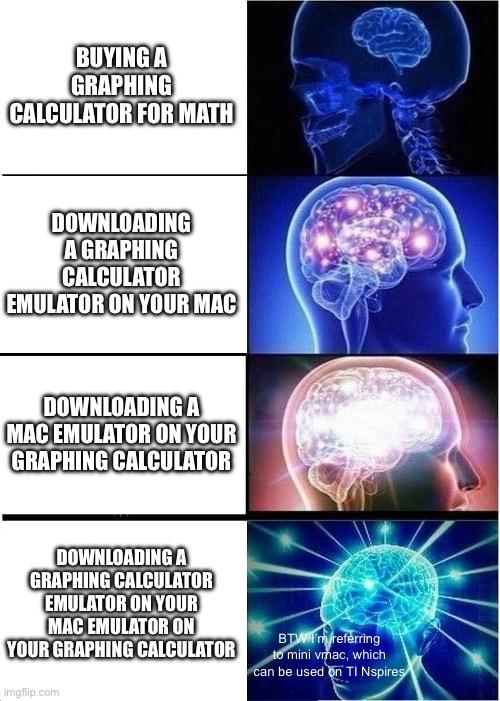 BUYING A
GRAPHING
CALCULATOR FOR MATH
DOWNLOADING
A GRAPHING
CALCULATOR
EMULATOR ON YOUR MAC
DOWNLOADING A
MAC EMULATOR ON YOUR
GRAPHING CALCULATOR
DOWNLOADING A
GRAPHING CALCULATOR
EMULATOR ON YOUR
MAC EMULATOR ON
YOUR GRAPHING CALCULATOR
BTW I'm referring
to mini vmac, which
can be used on TI Nspires
imgflip.com